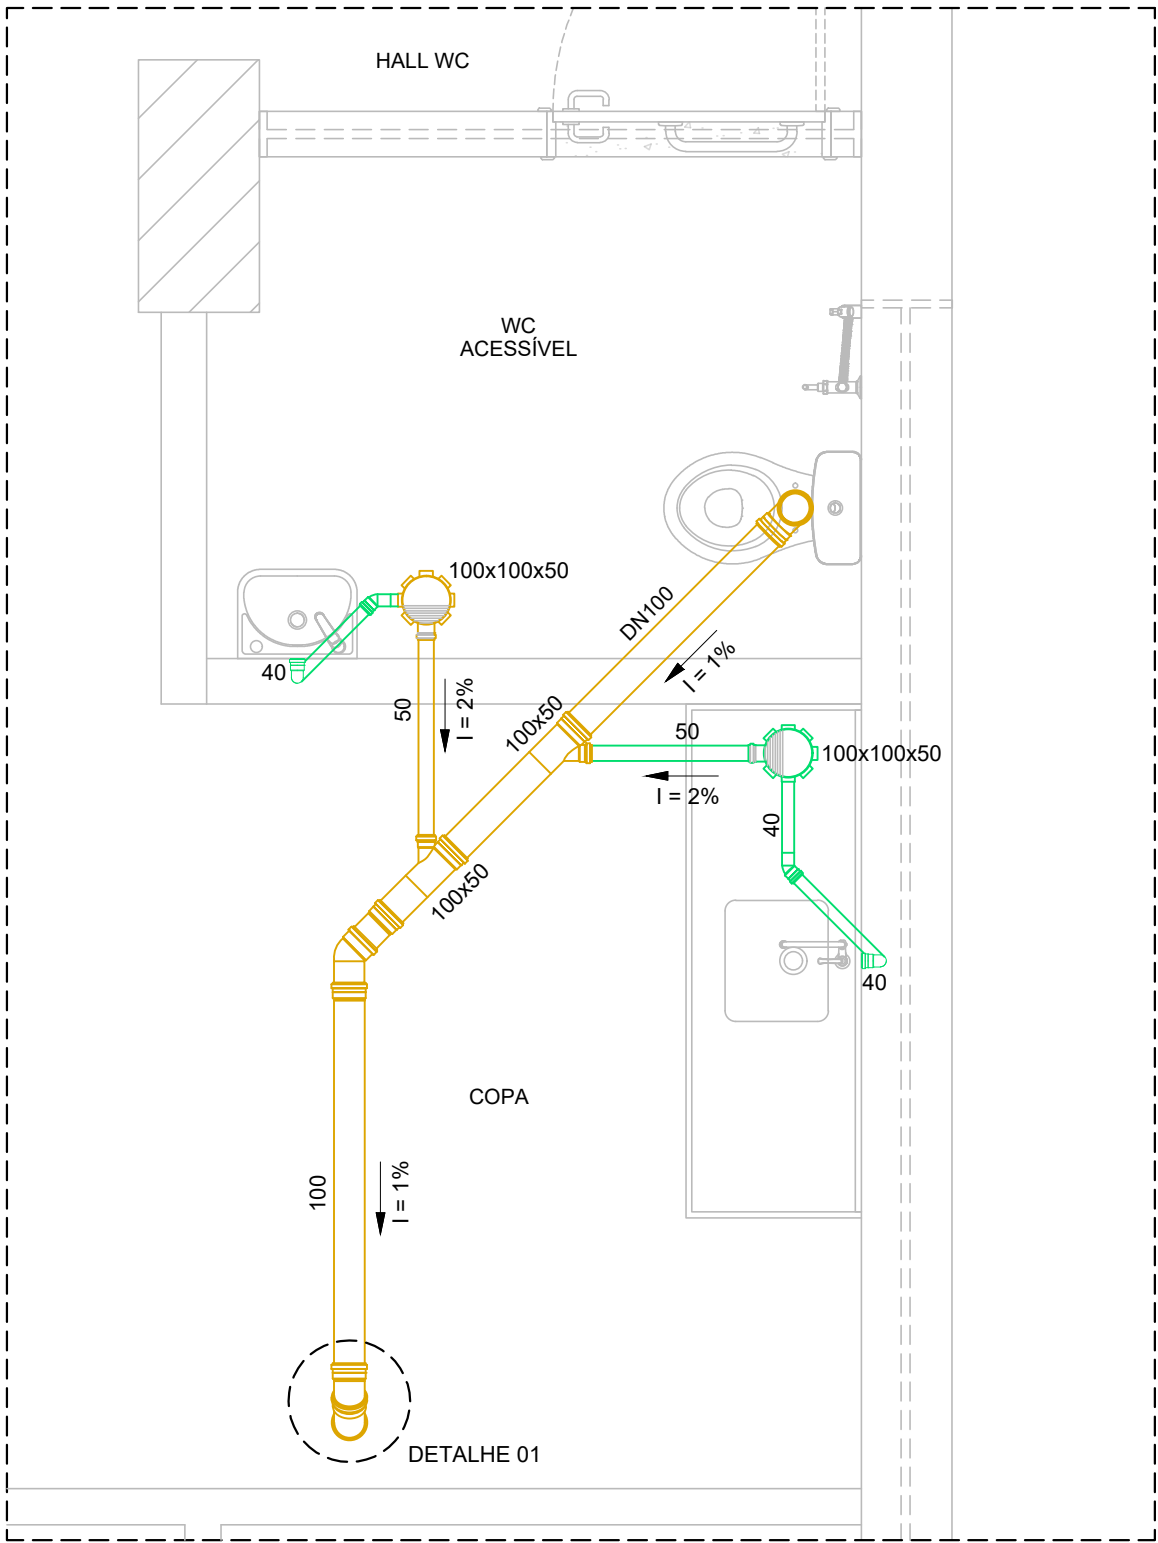 HALL WC
WC
ACESSÍVEL
100x100x50
DN100
I = 1%
40
50
I = 2%
100x50
50
100x100x50
I = 2%
40
100x50
40
COPA
100
I = 1%
DETALHE 01